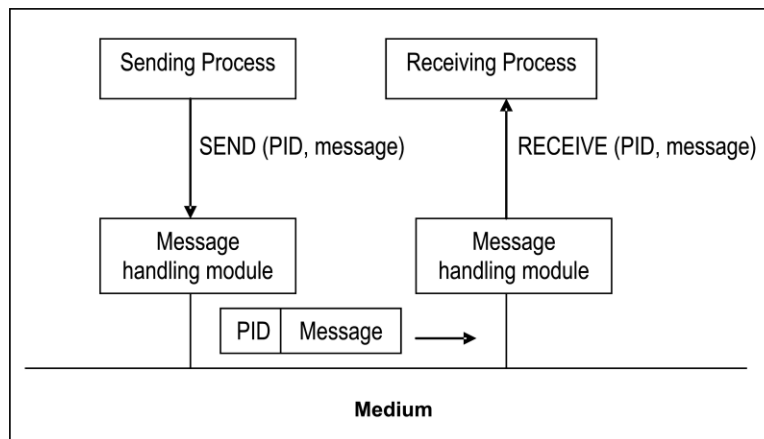 Sending Process
Receiving Process
SEND (PID, message)
RECEIVE (PID, message)
Message
handling module
Message
handling module
PID
Message
Medium